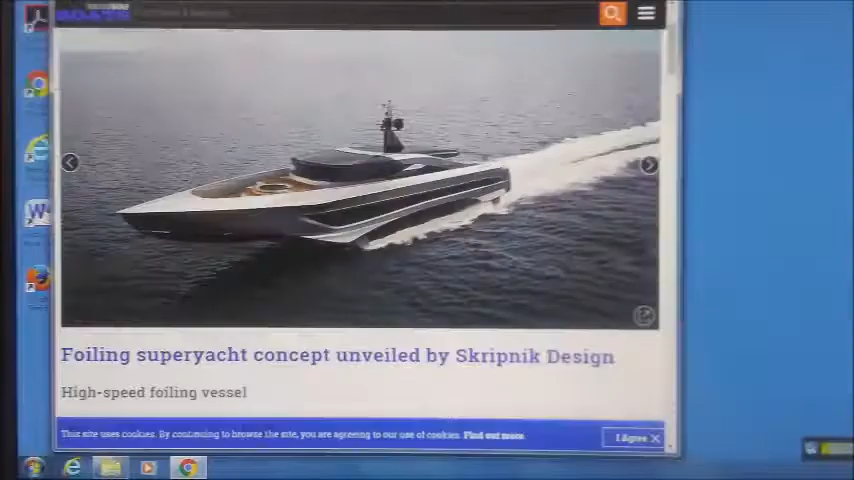 BOATS
Foiling superyacht concept unveiled by Skripnik Design
High-speed foiling vessel
This site uses cookies. By continuing to browse the site, you are agreeing to our use of cookies. Find out more.
I Agree X